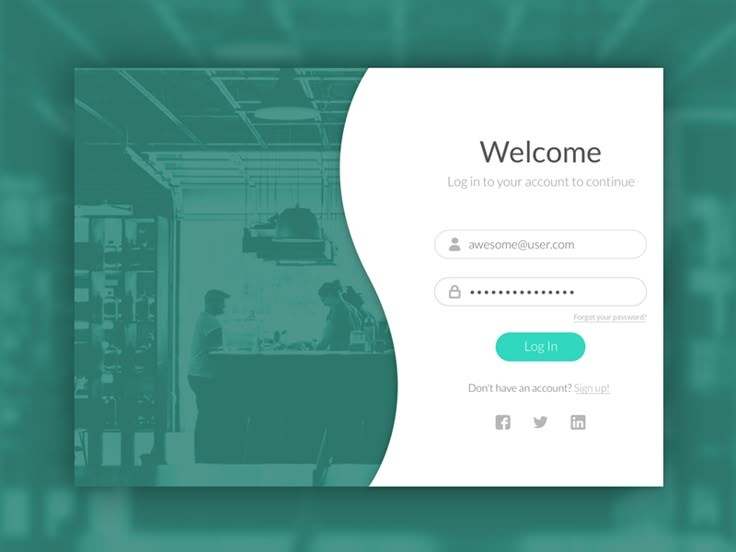 Welcome
Log in to your account to continue
awesome@user.com
•••••••••••••••
Forgot your password?
Log In
Don't have an account? Sign up!